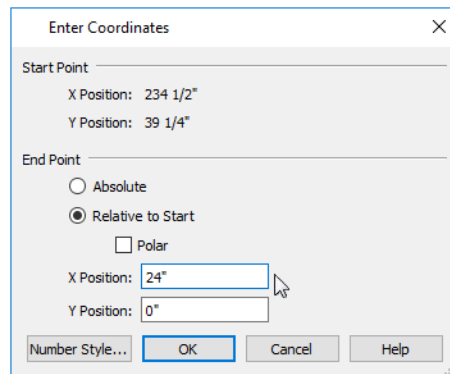 Enter Coordinates
Start Point
X Position: 234 1/2"
Y Position: 39 1/4"
End Point
Absolute
Relative to Start
Polar
X Position: 24"
Y Position: 0"
Number Style... OK Cancel Help